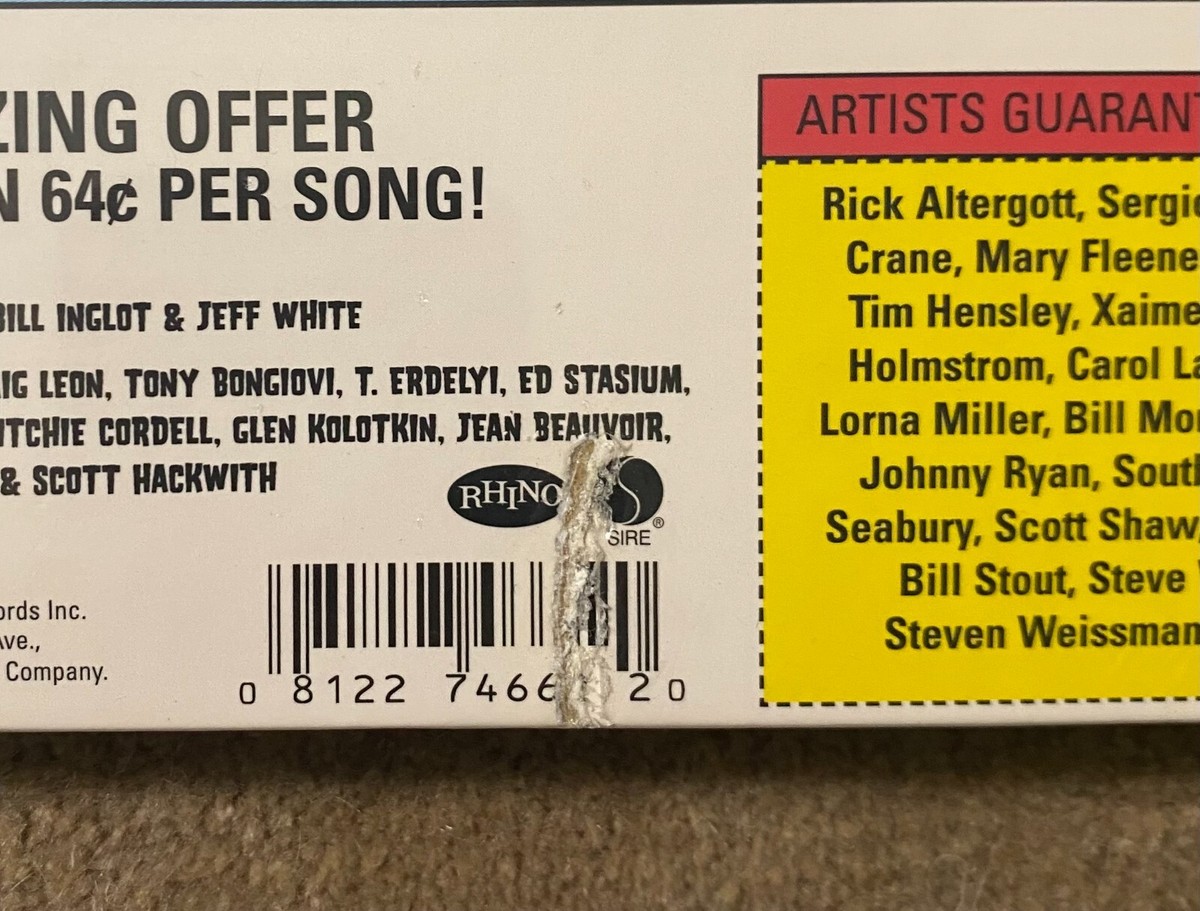 ZING OFFER
N 64¢ PER SONG!
BILL INGLOT & JEFF WHITE
IG LEON, TONY BONGIOVI, T. ERDELYI, ED STASIUM,
ITCHIE CORDELL, GLEN KOLOTKIN, JEAN BEAUVOIR,
& SCOTT HACKWITH
RHINO
SIRE®
ords Inc.
Ave.,
Company.
0 8122 7466 2 0
ARTISTS GUARANT
Rick Altergott, Sergio
Crane, Mary Fleene
Tim Hensley, Xaime
Holmstrom, Carol La
Lorna Miller, Bill Mor
Johnny Ryan, South
Seabury, Scott Shaw,
Bill Stout, Steve
Steven Weissman